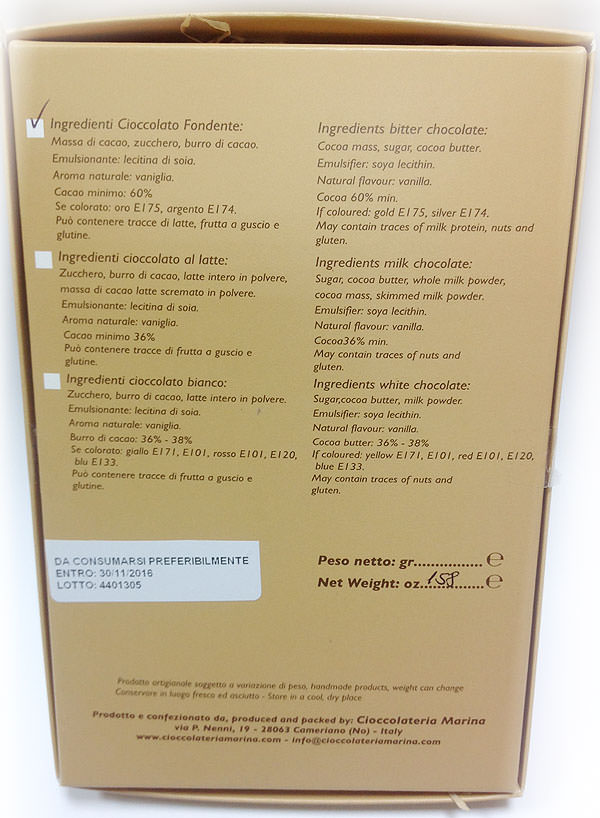 Ingredienti Cioccolato Fondente:
Massa di cacao, zucchero, burro di cacao.
Emulsionante: lecitina di soia.
Aroma naturale: vaniglia.
Cacao minimo: 60%
Se colorato: oro E175, argento E174.
Può contenere tracce di latte, frutta a guscio e
glutine.
Ingredienti cioccolato al latte:
Zucchero, burro di cacao, latte intero in polvere,
massa di cacao latte scremato in polvere.
Emulsionante: lecitina di soia.
Aroma naturale: vaniglia.
Cacao minimo 36%
Può contenere tracce di frutta a guscio e
glutine.
Ingredienti cioccolato bianco:
Zucchero, burro di cacao, latte intero in polvere.
Emulsionante: lecitina di soia.
Aroma naturale: vaniglia.
Burro di cacao: 36% - 38%
Se colorato: giallo E171, E101, rosso E101, E120,
blu E133.
Può contenere tracce di frutta a guscio e
glutine.
Ingredients bitter chocolate:
Cocoa mass, sugar, cocoa butter.
Emulsifier: soya lecithin.
Natural flavour: vanilla.
Cocoa 60% min.
If coloured: gold E175, silver E174.
May contain traces of milk protein, nuts and
gluten.
Ingredients milk chocolate:
Sugar, cocoa butter, whole milk powder,
cocoa mass, skimmed milk powder.
Emulsifier: soya lecithin.
Natural flavour: vanilla.
Cocoa36% min.
May contain traces of nuts and
gluten.
Ingredients white chocolate:
Sugar,cocoa butter, milk powder.
Emulsifier: soya lecithin.
Natural flavour: vanilla.
Cocoa butter: 36% - 38%
If coloured: yellow E171, E101, red E101, E120,
blue E133.
May contain traces of nuts and
gluten.
DA CONSUMARSI PREFERIBILMENTE
ENTRO: 30/11/2016
LOTTO: 4401305
Peso netto: gr................ ℮
Net Weight: oz..158.......℮
Prodotto artigianale soggetto a variazione di peso, handmade products, weight can change
Conservare in luogo fresco ed asciutto - Store in a cool, dry place
Prodotto e confezionato da, produced and packed by: Cioccolateria Marina
via P. Nenni, 19 - 28063 Cameriano (No) - Italy
www.cioccolateriamarina.com - info@cioccolateriamarina.com